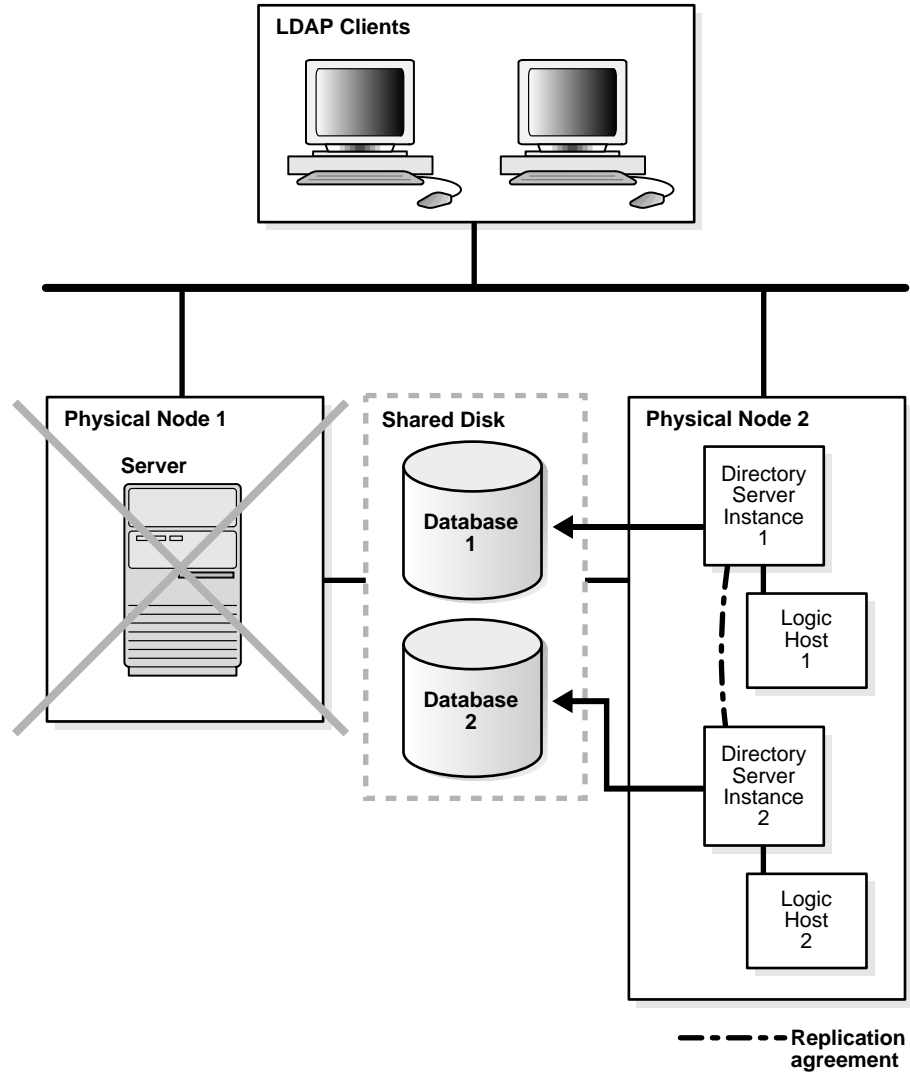 LDAP Clients
Physical Node 1
Server
Shared Disk
Database
1
Database
2
Physical Node 2
Directory
Server
Instance
1
Logic
Host
1
Directory
Server
Instance
2
Logic
Host
2
Replication
agreement